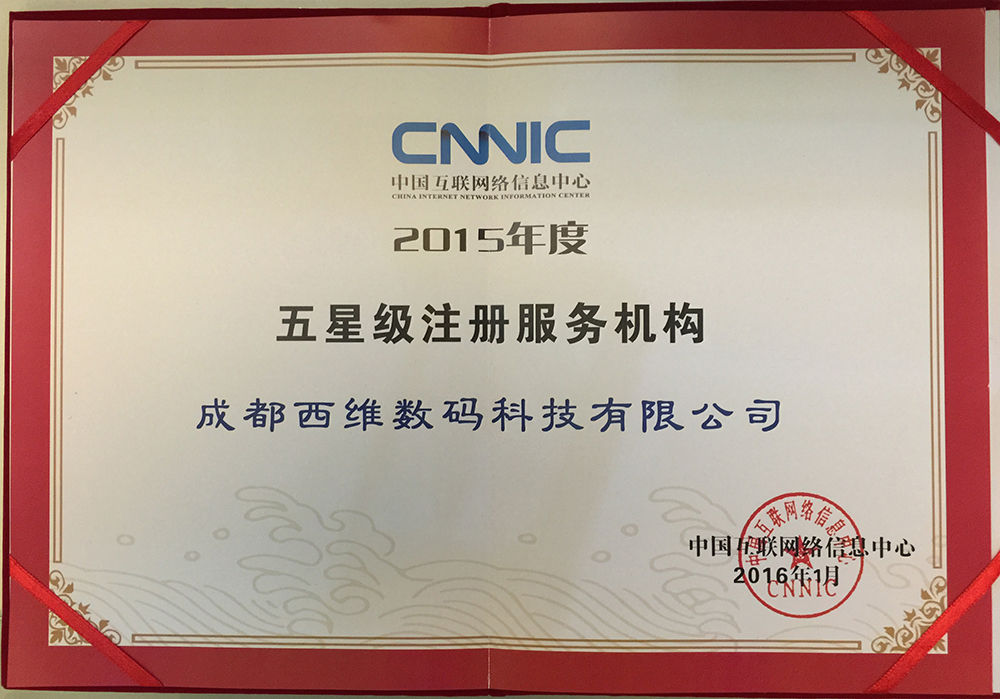 CNNIC
中国互联网络信息中心
CHINA INTERNET NETWORK INFORMATION CENTER
2015年度
五星级注册服务机构
成都西维数码科技有限公司
中国互联网络信息中心
中国互联网络信息中心
2016年1月
CNNIC